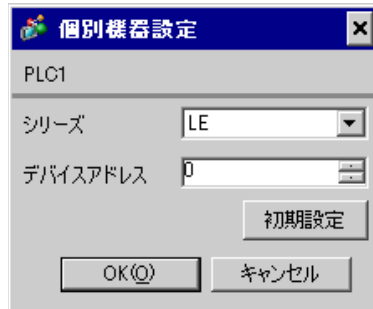 個別機器設定
PLC1
シリーズ LE
デバイスアドレス 0
初期設定
OK(O) キャンセル